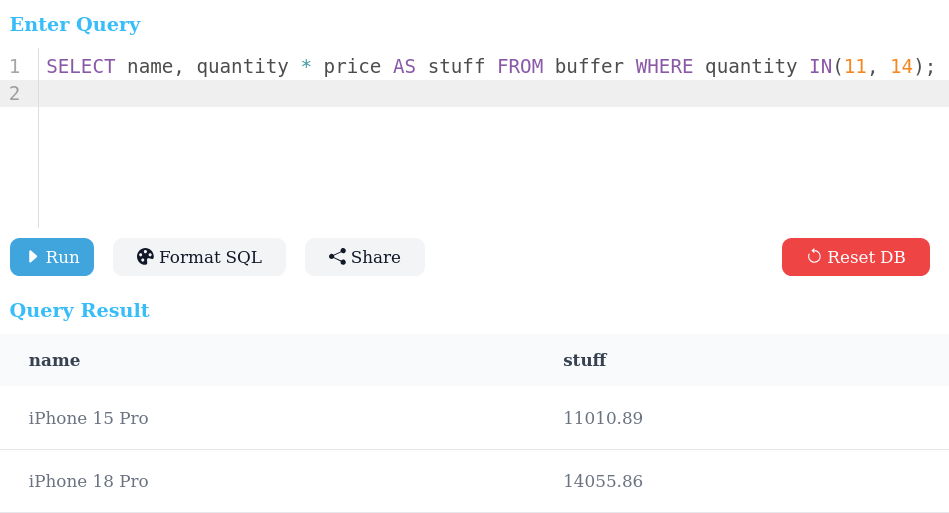 Enter Query
1 SELECT name, quantity * price AS stuff FROM buffer WHERE quantity IN(11, 14);
2
Run Format SQL Share Reset DB
Query Result
name stuff
iPhone 15 Pro 11010.89
iPhone 18 Pro 14055.86